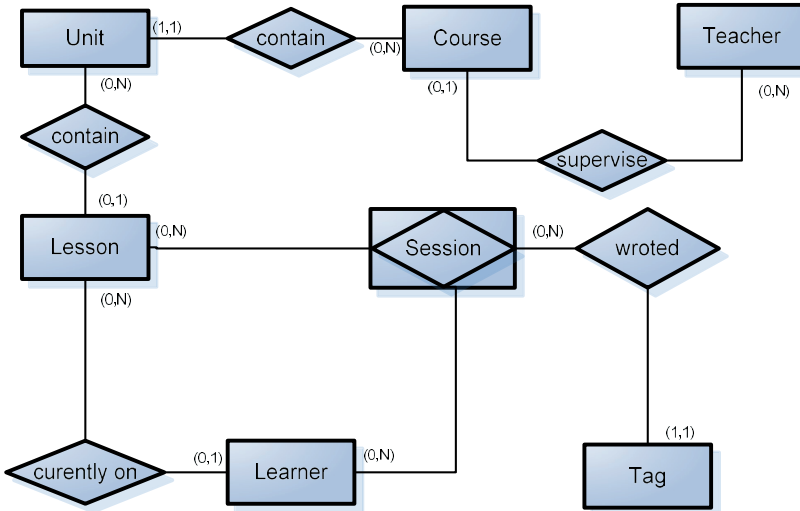 Unit
(1,1)
contain
(0,N)
Course
Teacher
(0,N)
(0,1)
(0,N)
contain
supervise
(0,1)
Lesson
(0,N)
Session
(0,N)
wroted
(0,N)
(1,1)
curently on
(0,1)
Learner
(0,N)
Tag